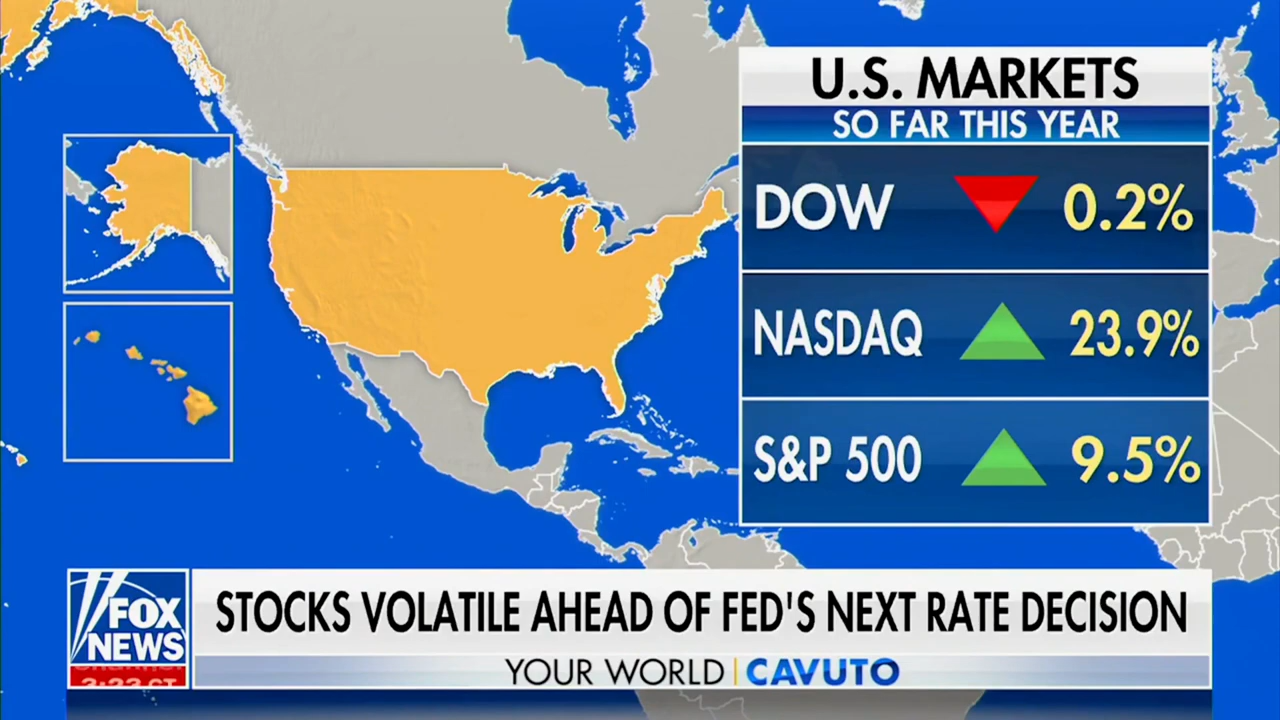 U.S. MARKETS
SO FAR THIS YEAR
DOW 0.2%
NASDAQ 23.9%
S&P 500 9.5%
FOX
NEWS
STOCKS VOLATILE AHEAD OF FED'S NEXT RATE DECISION
YOUR WORLD | CAVUTO